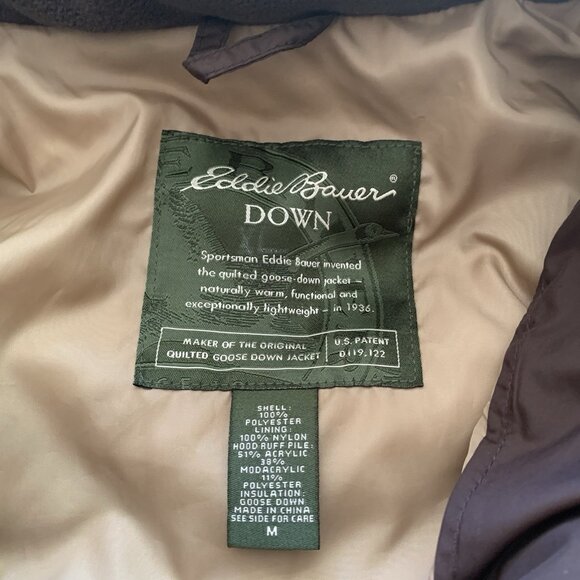 Eddie Bauer®
DOWN
Sportsman Eddie Bauer invented
the quilted goose-down jacket –
naturally warm, functional and
exceptionally lightweight – in 1936.
MAKER OF THE ORIGINAL
QUILTED GOOSE DOWN JACKET
U.S. PATENT
D119,122
SHELL:
100%
POLYESTER
LINING:
100% NYLON
HOOD RUFF PILE:
51% ACRYLIC
38%
MODACRYLIC
11%
POLYESTER
INSULATION:
GOOSE DOWN
MADE IN CHINA
SEE SIDE FOR CARE
M